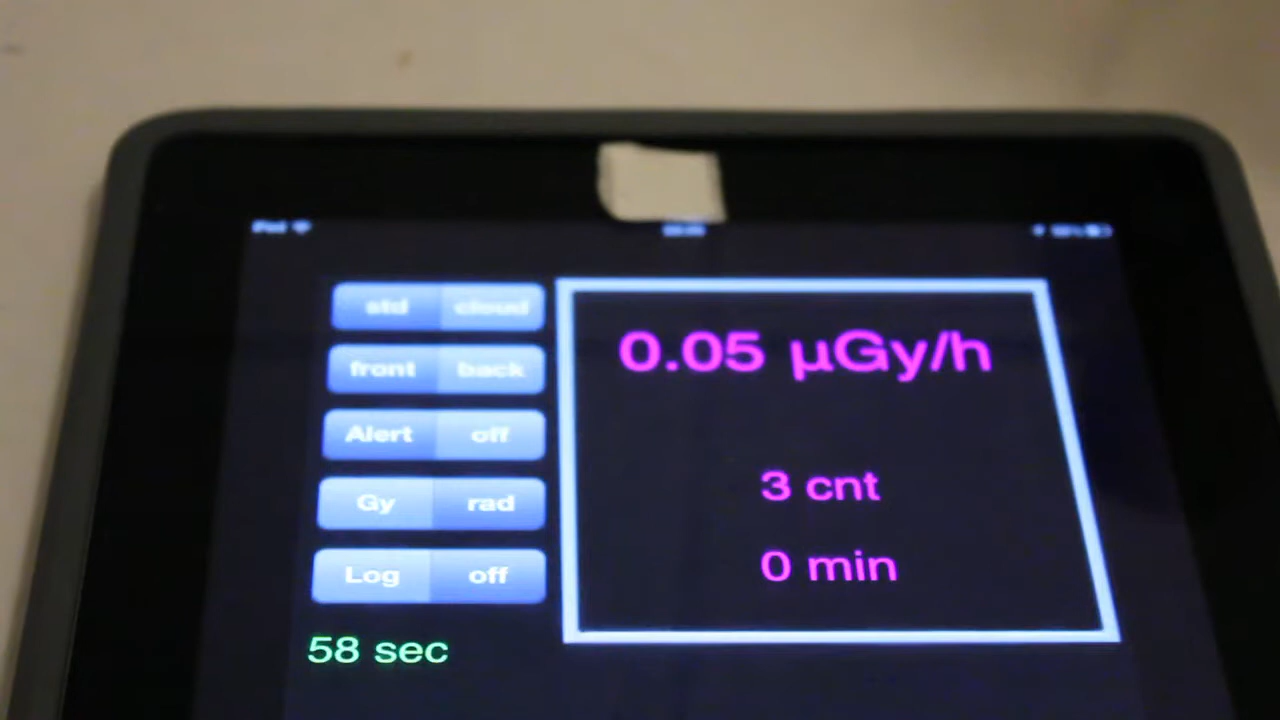 iPad
std cloud
front back
Alert off
Gy rad
Log off
58 sec
0.05 µGy/h
3 cnt
0 min